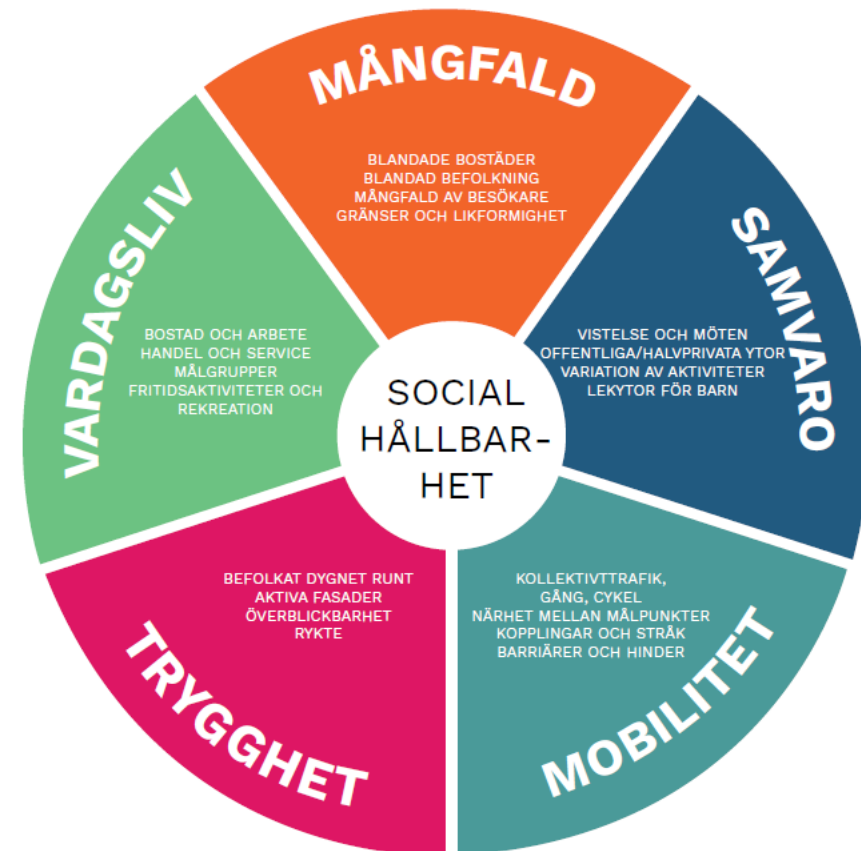 MÅNGFALD
BLANDADE BOSTÄDER
BLANDAD BEFOLKNING
MÅNGFALD AV BESÖKARE
GRÄNSER OCH LIKFORMIGHET
SAMVARO
VISTELSE OCH MÖTEN
OFFENTLIGA/HALVPRIVATA YTOR
VARIATION AV AKTIVITETER
LEKYTOR FÖR BARN
MOBILITET
KOLLEKTIVTTRAFIK,
GÅNG, CYKEL
NÄRHET MELLAN MÅLPUNKTER
KOPPLINGAR OCH STRÅK
BARRIÄRER OCH HINDER
TRYGGHET
BEFOLKAT DYGNET RUNT
AKTIVA FASADER
ÖVERBLICKBARHET
RYKTE
VARDAGSLIV
BOSTAD OCH ARBETE
HANDEL OCH SERVICE
MÅLGRUPPER
FRITIDSAKTIVITETER OCH
REKREATION
SOCIAL
HÅLLBAR-
HET